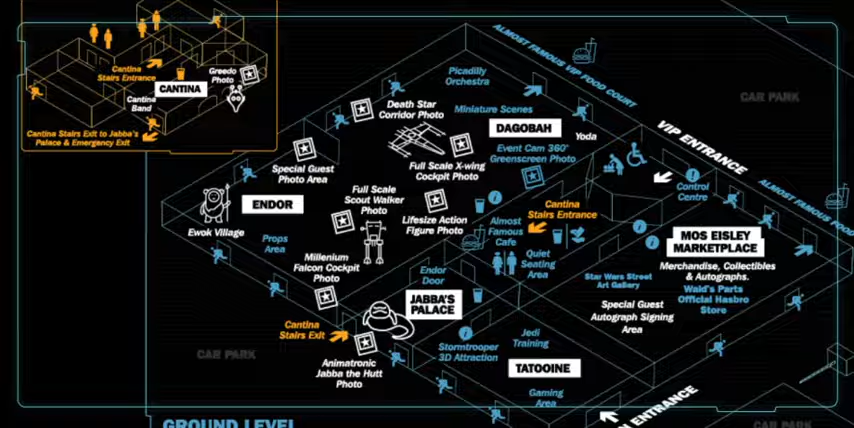 Cantina
Stairs Entrance
Greedo
Photo
CANTINA
Cantina
Band
Cantina Stairs Exit to Jabba's
Palace & Emergency Exit
ALMOST FAMOUS VIP FOOD COURT
CAR PARK
Picadilly
Orchestra
Death Star
Corridor Photo
Miniature Scenes
DAGOBAH
Yoda
VIP ENTRANCE
Event Cam 360°
Greenscreen Photo
Full Scale X-wing
Cockpit Photo
Special Guest
Photo Area
Control
Centre
ALMOST FAMOUS FOOD
Full Scale
Scout Walker
Photo
ENDOR
Ewok Village
Lifesize Action
Figure Photo
Cantina
Stairs Entrance
Almost
Famous
Cafe
Props
Area
Quiet
Seating
Area
MOS EISLEY
MARKETPLACE
Merchandise, Collectibles
& Autographs.
Millenium
Falcon Cockpit
Photo
Endor
Door
Star Wars Street
Art Gallery
Wald's Parts
Official Hasbro
Store
JABBA'S
PALACE
Special Guest
Autograph Signing
Area
Cantina
Stairs Exit
Jedi
Training
Stormtrooper
3D Attraction
CAR PARK
Animatronic
Jabba the Hutt
Photo
TATOOINE
Gaming
Area
N ENTRANCE
CAR PARK
GROUND LEVEL